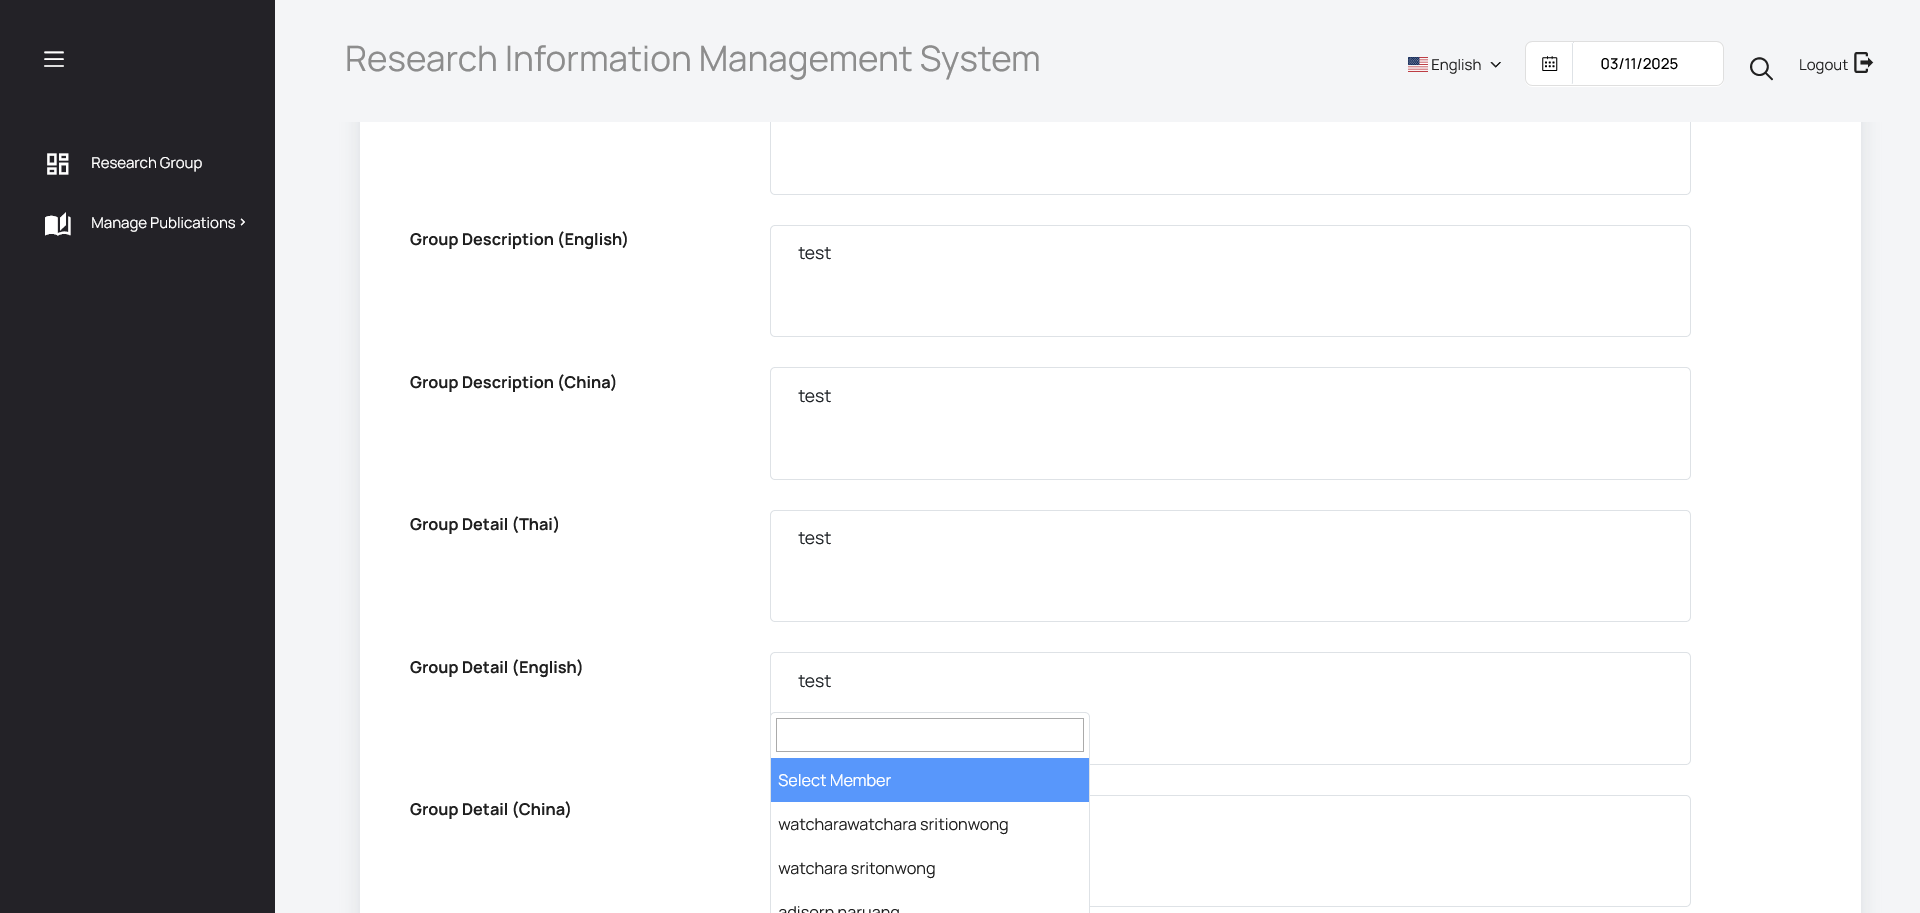 Research Information Management System
English
03/11/2025
Logout
Research Group
Manage Publications
Group Description (English)
test
Group Description (China)
test
Group Detail (Thai)
test
Group Detail (English)
test
Select Member
Group Detail (China)
watcharawatchara sritionwong
watchara sritonwong
adisorn naruang